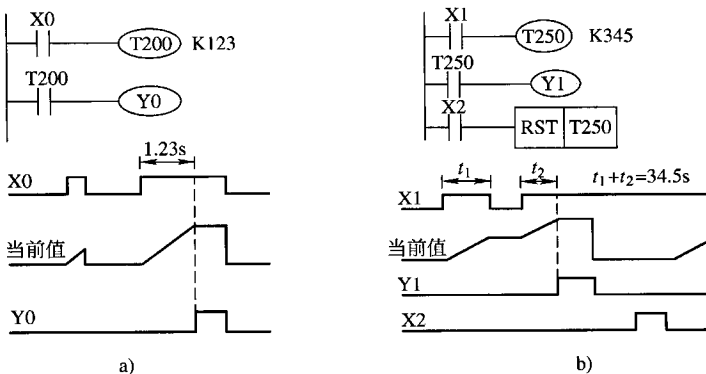 X0
T200 K123
T200
Y0
1.23s
X0
当前值
Y0
a)
X1
T250 K345
T250
Y1
X2
RST T250
t₁ t₂ t₁+t₂=34.5s
X1
当前值
Y1
X2
b)